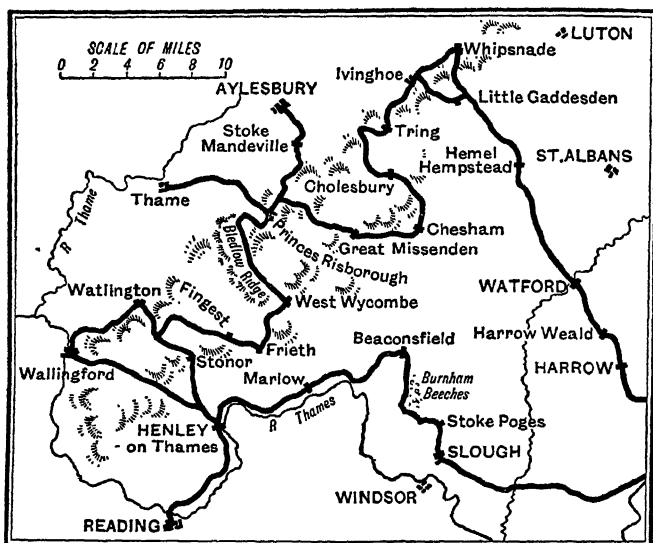 SCALE OF MILES
0 2 4 6 8 10
LUTON
Whipsnade
Ivinghoe
AYLESBURY
Little Gaddesden
Stoke
Mandeville
Tring
Hemel
Hempstead
ST. ALBANS
Cholesbury
Thame
R Thame
Chesham
Great Missenden
Princes Risborough
Bledlow Ridge
Watlington
Fingest
West Wycombe
WATFORD
Beaconsfield
Harrow Weald
Wallingford
Stonor
Frieth
Marlow
Burnham
Beeches
HARROW
HENLEY
on Thames
R Thames
Stoke Poges
SLOUGH
WINDSOR
READING